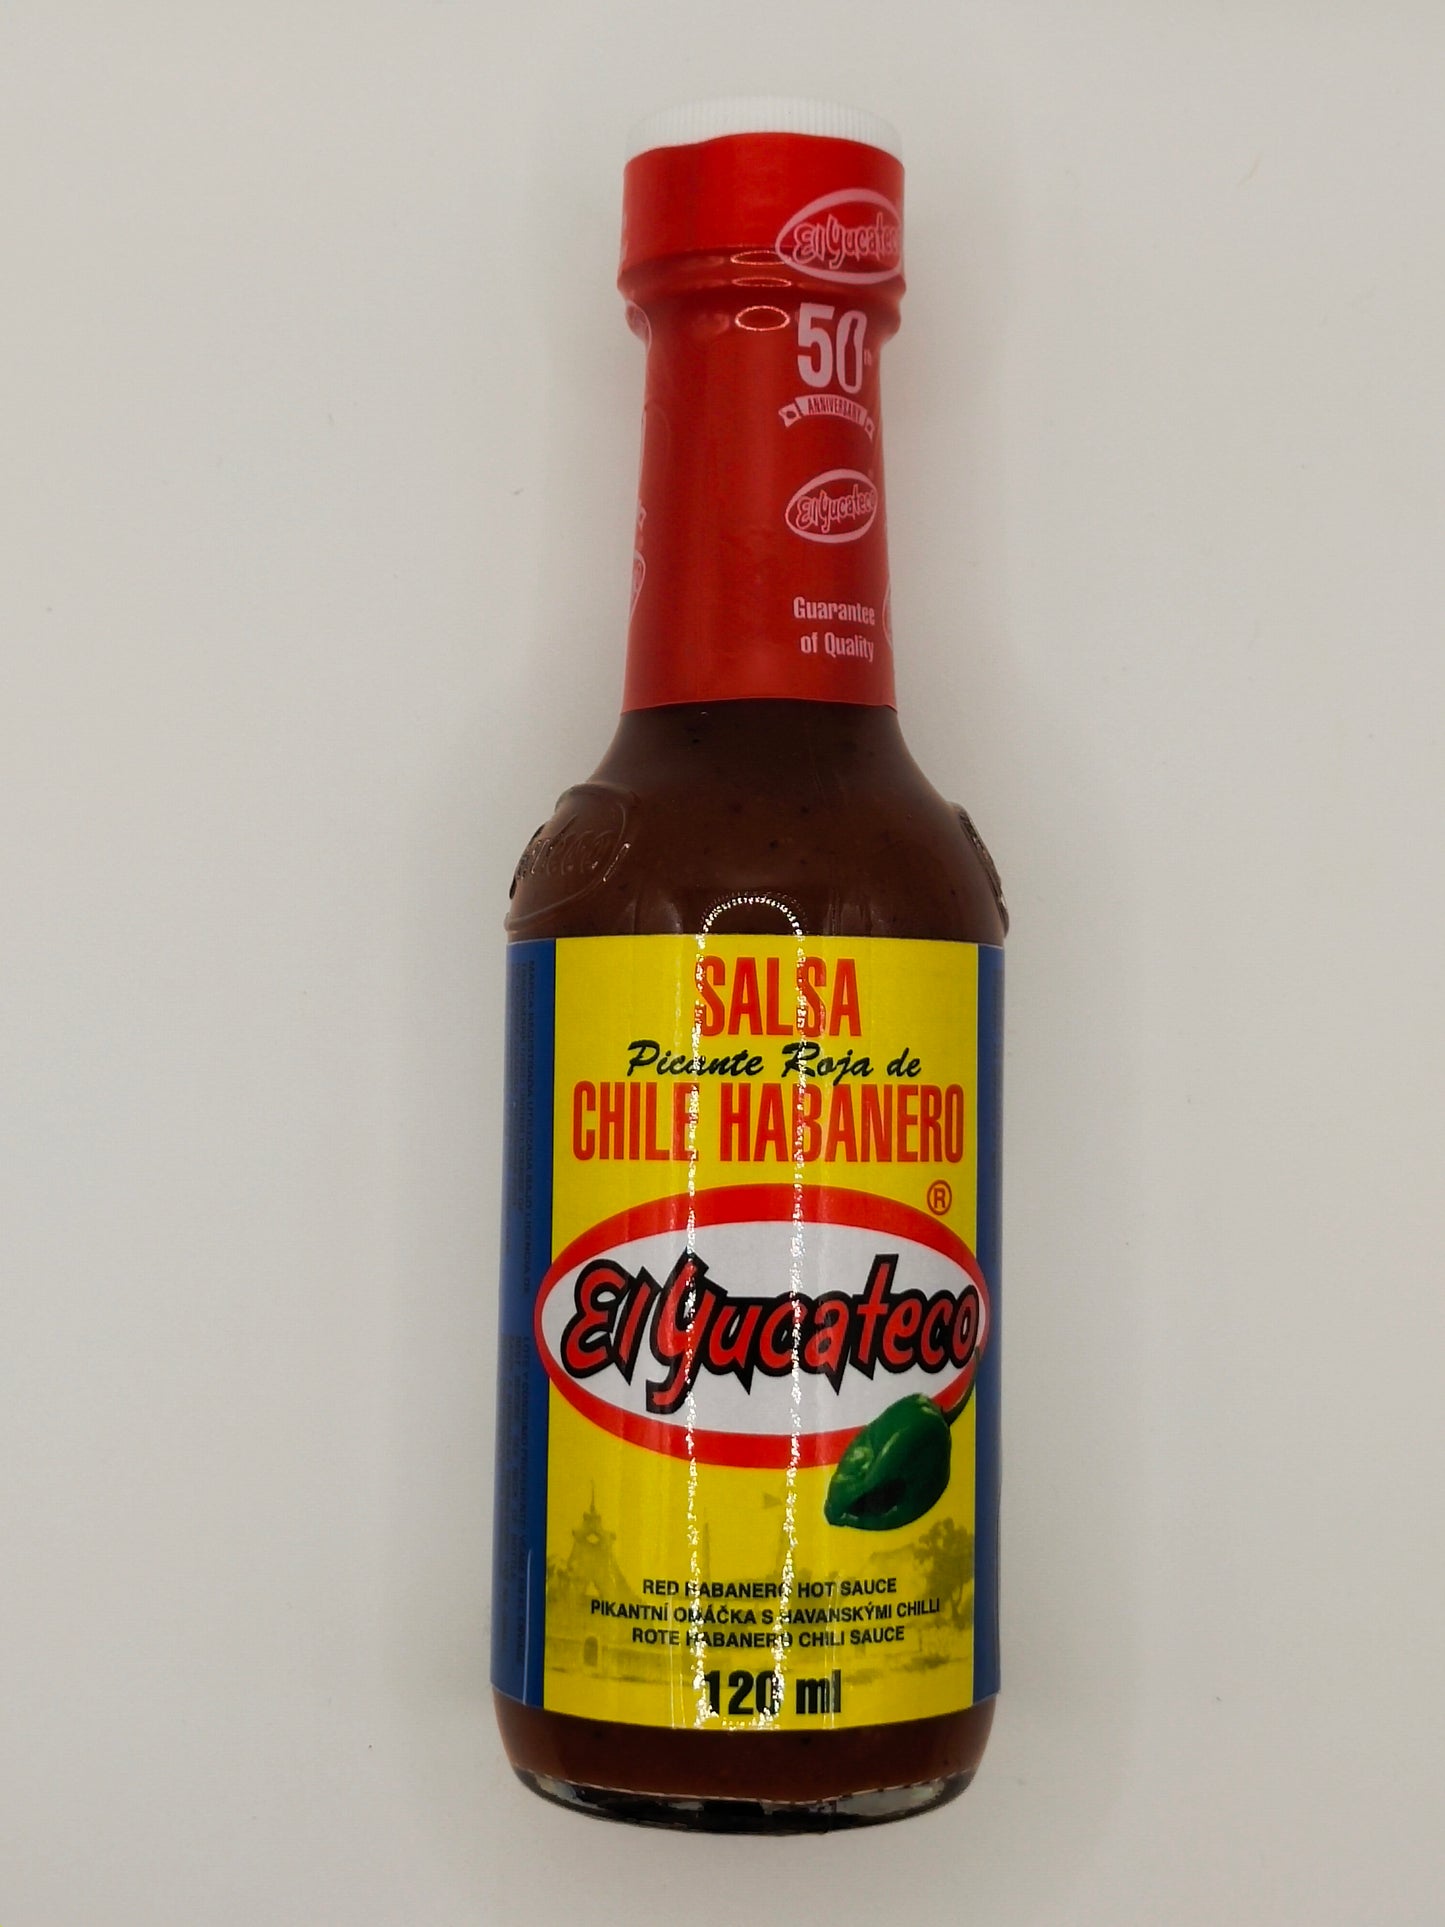 El Yucateco
50th
ANNIVERSARY
El Yucateco
Guarantee
of Quality
SALSA
Picante Roja de
CHILE HABANERO
®
El Yucateco
RED HABANERO HOT SAUCE
PIKANTNÍ OMÁČKA S HAVANSKÝMI CHILLI
ROTE HABANERO CHILI SAUCE
120 ml